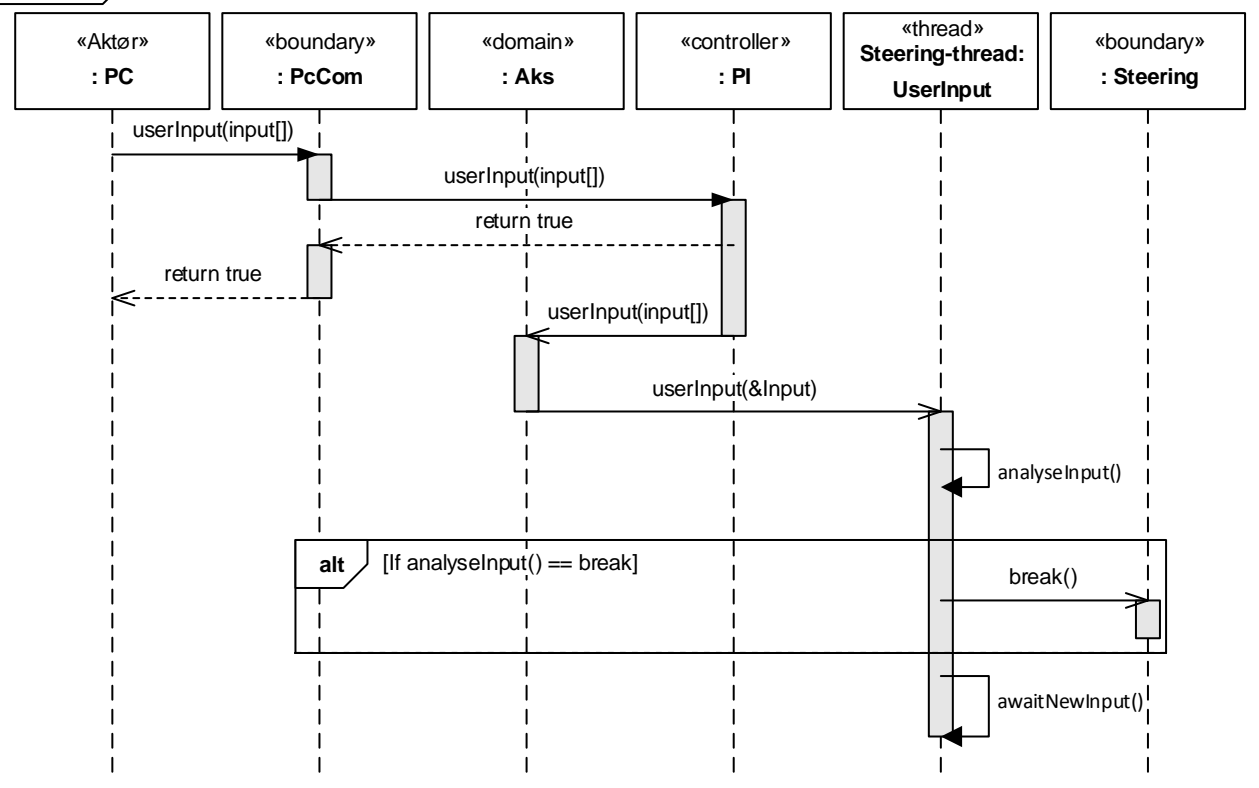 «Aktør»
: PC
«boundary»
: PcCom
«domain»
: Aks
«controller»
: PI
«thread»
Steering-thread:
UserInput
«boundary»
: Steering
userInput(input[])
userInput(input[])
return true
return true
userInput(input[])
userInput(&Input)
analyseInput()
alt
[If analyseInput() == break]
break()
awaitNewInput()